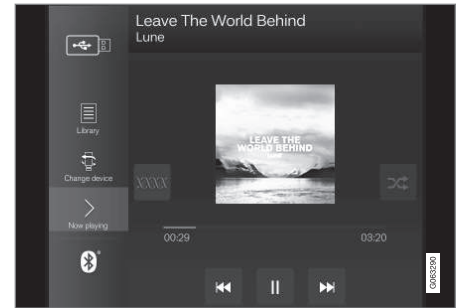 Leave The World Behind
Lune
Library
LEAVE THE
WORLD BEHIND
LUNE
XXXX
Change device
Now playing
00:29
03:20
G063290